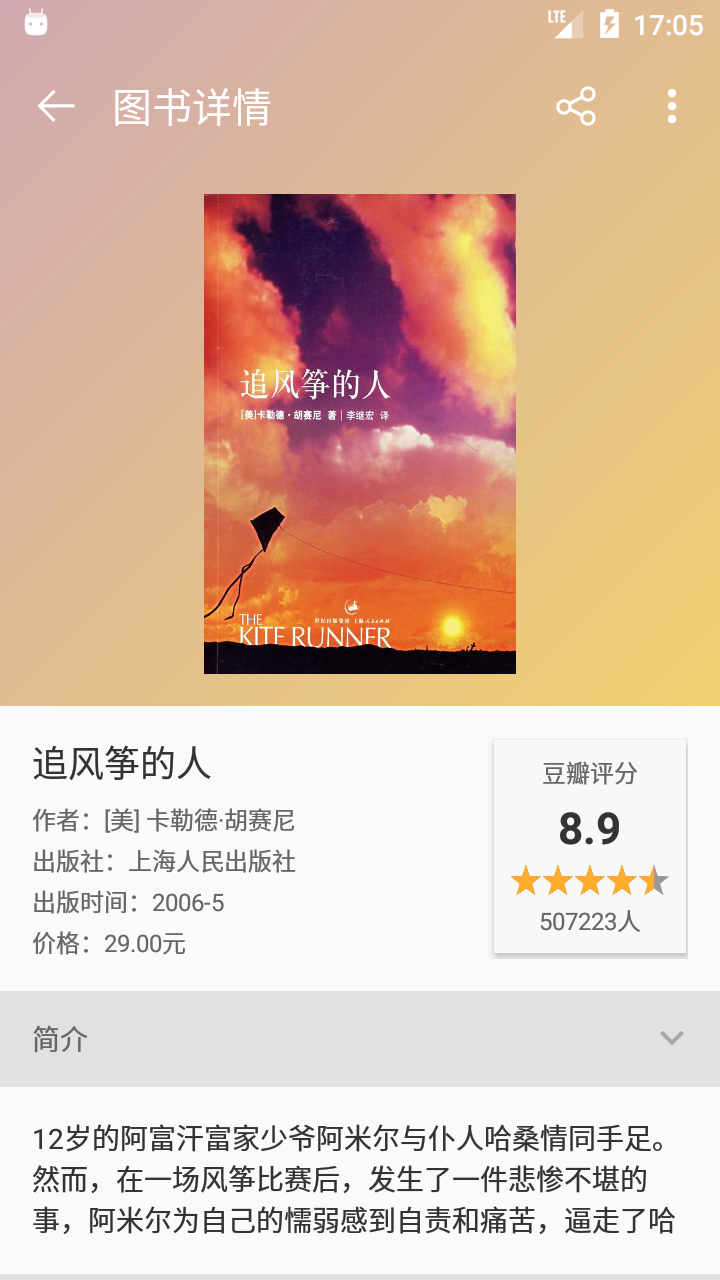 LTE
17:05
图书详情
追风筝的人
[美]卡勒德·胡赛尼 著|李继宏 译
世纪出版集团 上海人民出版社
THE
KITE RUNNER
追风筝的人
作者：[美] 卡勒德·胡赛尼
出版社：上海人民出版社
出版时间：2006-5
价格：29.00元
豆瓣评分
8.9
507223人
简介
12岁的阿富汗富家少爷阿米尔与仆人哈桑情同手足。
然而，在一场风筝比赛后，发生了一件悲惨不堪的
事，阿米尔为自己的懦弱感到自责和痛苦，逼走了哈